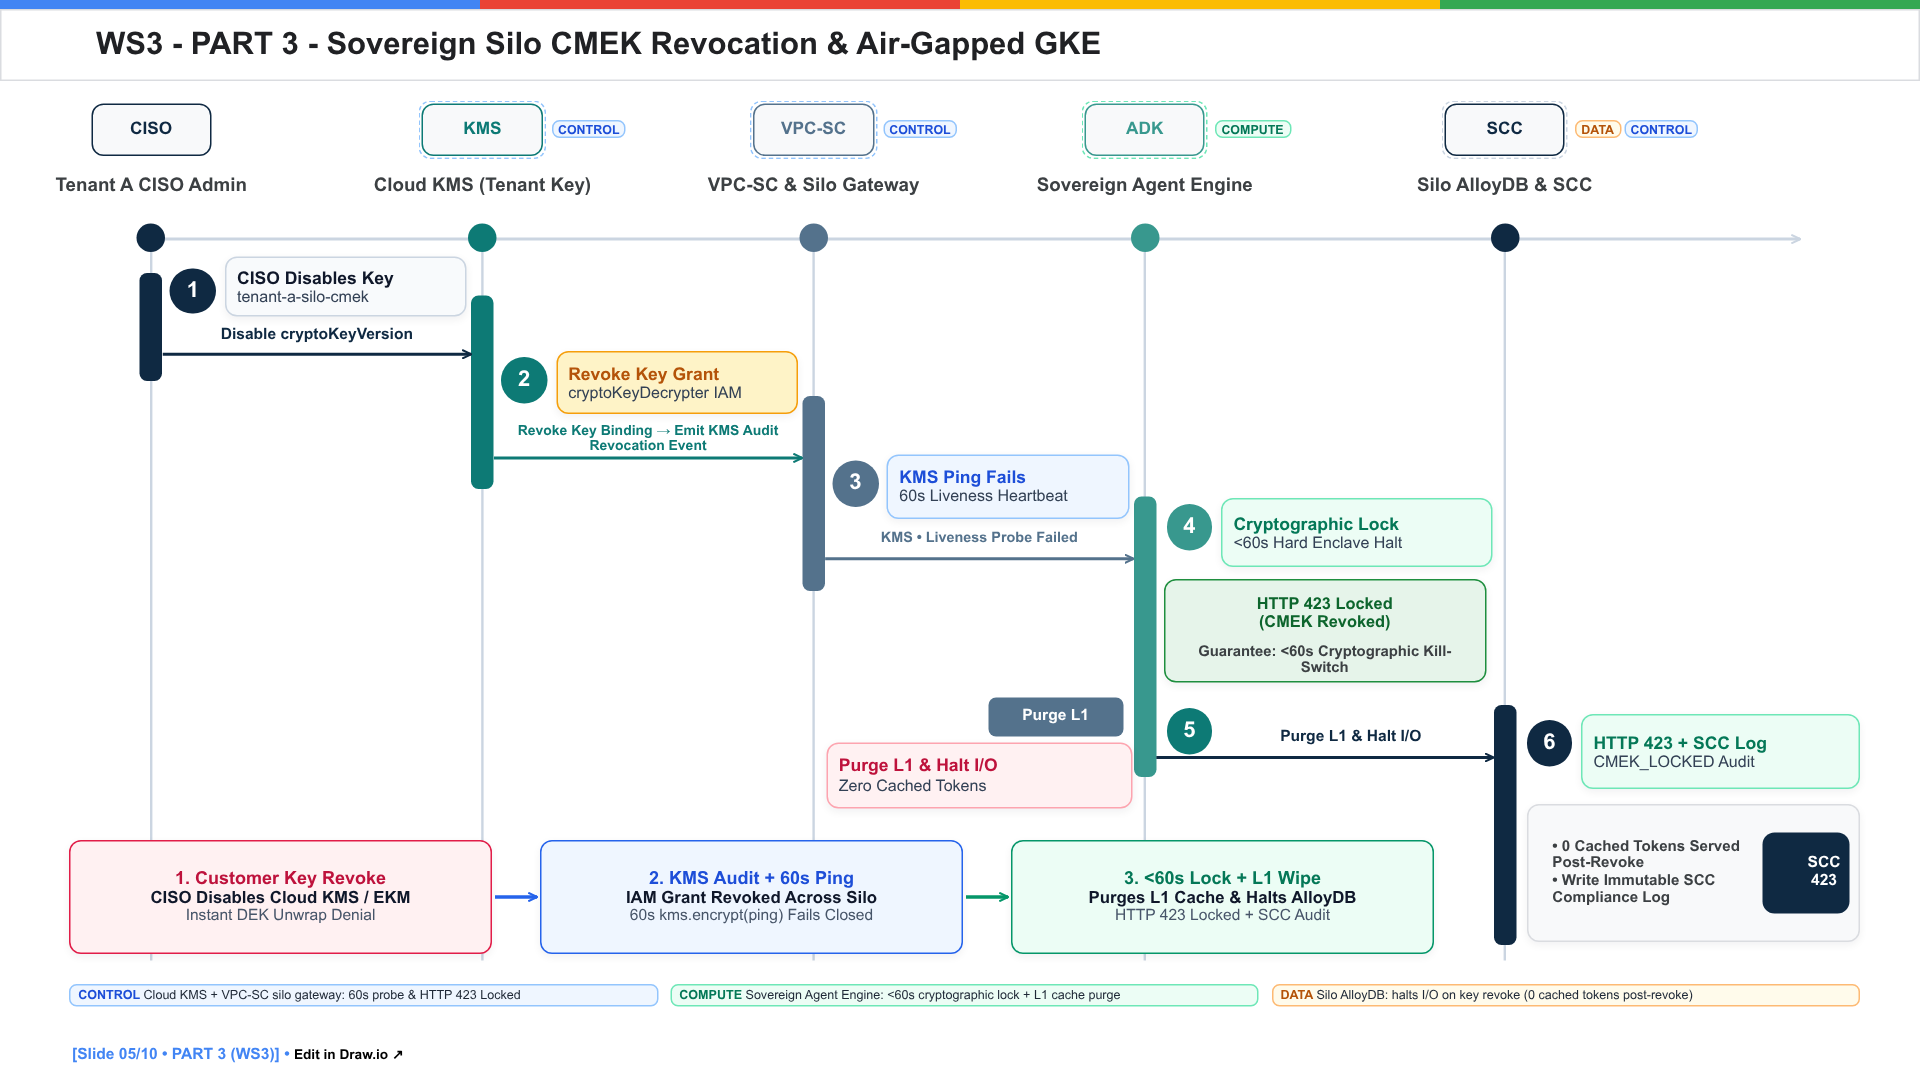 WS3 - PART 3 - Sovereign Silo CMEK Revocation & Air-Gapped GKE
CISO
KMS
CONTROL
VPC-SC
CONTROL
ADK
COMPUTE
SCC
DATA
CONTROL
Tenant A CISO Admin
Cloud KMS (Tenant Key)
VPC-SC & Silo Gateway
Sovereign Agent Engine
Silo AlloyDB & SCC
1
CISO Disables Key
tenant-a-silo-cmek
Disable cryptoKeyVersion
2
Revoke Key Grant
cryptoKeyDecrypter IAM
Revoke Key Binding → Emit KMS Audit
Revocation Event
3
KMS Ping Fails
60s Liveness Heartbeat
KMS • Liveness Probe Failed
4
Cryptographic Lock
<60s Hard Enclave Halt
HTTP 423 Locked
(CMEK Revoked)
Guarantee: <60s Cryptographic Kill-
Switch
Purge L1
Purge L1 & Halt I/O
Zero Cached Tokens
5
Purge L1 & Halt I/O
6
HTTP 423 + SCC Log
CMEK_LOCKED Audit
• 0 Cached Tokens Served
Post-Revoke
• Write Immutable SCC
Compliance Log
SCC
423
1. Customer Key Revoke
CISO Disables Cloud KMS / EKM
Instant DEK Unwrap Denial
2. KMS Audit + 60s Ping
IAM Grant Revoked Across Silo
60s kms.encrypt(ping) Fails Closed
3. <60s Lock + L1 Wipe
Purges L1 Cache & Halts AlloyDB
HTTP 423 Locked + SCC Audit
CONTROL Cloud KMS + VPC-SC silo gateway: 60s probe & HTTP 423 Locked
COMPUTE Sovereign Agent Engine: <60s cryptographic lock + L1 cache purge
DATA Silo AlloyDB: halts I/O on key revoke (0 cached tokens post-revoke)
[Slide 05/10 • PART 3 (WS3)] • Edit in Draw.io ↗